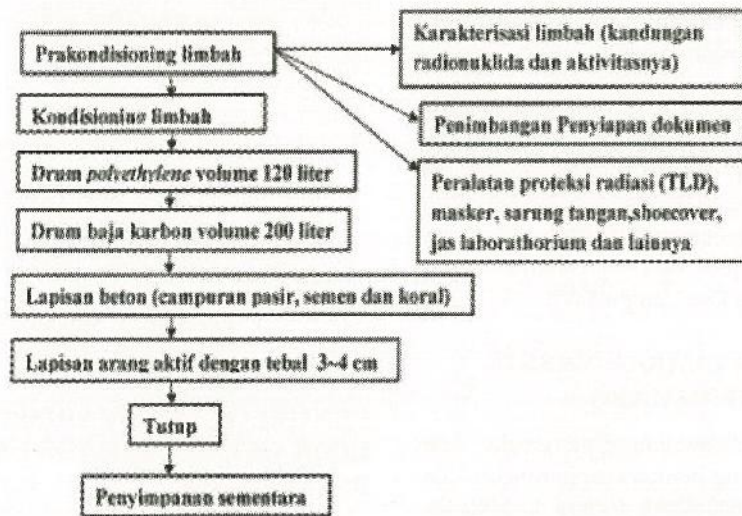 Prakondisioning limbah
Karakterisasi limbah (kandungan
radionuklida dan aktivitasnya)
Kondisioning limbah
Penimbangan Penyiapan dokumen
Drum polyethylene volume 120 liter
Peralatan proteksi radiasi (TLD),
masker, sarung tangan,shoecover,
jas laborathorium dan lainnya
Drum baja karbon volume 200 liter
Lapisan beton (campuran pasir, semen dan koral)
Lapisan arang aktif dengan tebal 3~4 cm
Tutup
Penyimpanan sementara